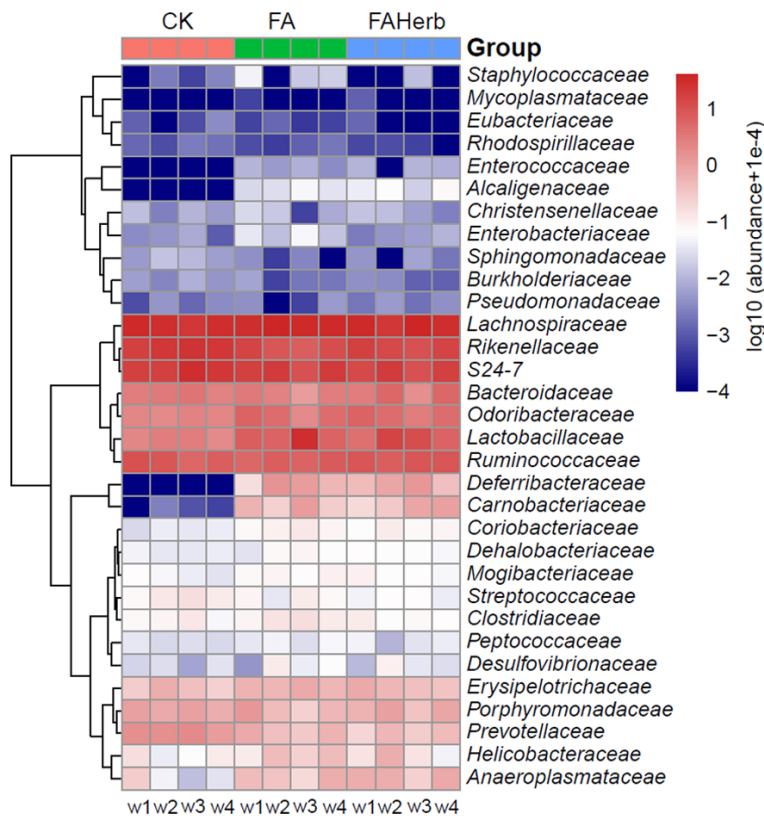 CK FA FAHerb
Group
Staphylococcaceae
Mycoplasmataceae
Eubacteriaceae
Rhodospirillaceae
Enterococcaceae
Alcaligenaceae
Christensenellaceae
Enterobacteriaceae
Sphingomonadaceae
Burkholderiaceae
Pseudomonadaceae
Lachnospiraceae
Rikenellaceae
S24-7
Bacteroidaceae
Odoribacteraceae
Lactobacillaceae
Ruminococcaceae
Deferribacteraceae
Carnobacteriaceae
Coriobacteriaceae
Dehalobacteriaceae
Mogibacteriaceae
Streptococcaceae
Clostridiaceae
Peptococcaceae
Desulfovibrionaceae
Erysipelotrichaceae
Porphyromonadaceae
Prevotellaceae
Helicobacteraceae
Anaeroplasmataceae
w1 w2 w3 w4 w1 w2 w3 w4 w1 w2 w3 w4
1
0
−1
−2
−3
−4
log10 (abundance+1e-4)